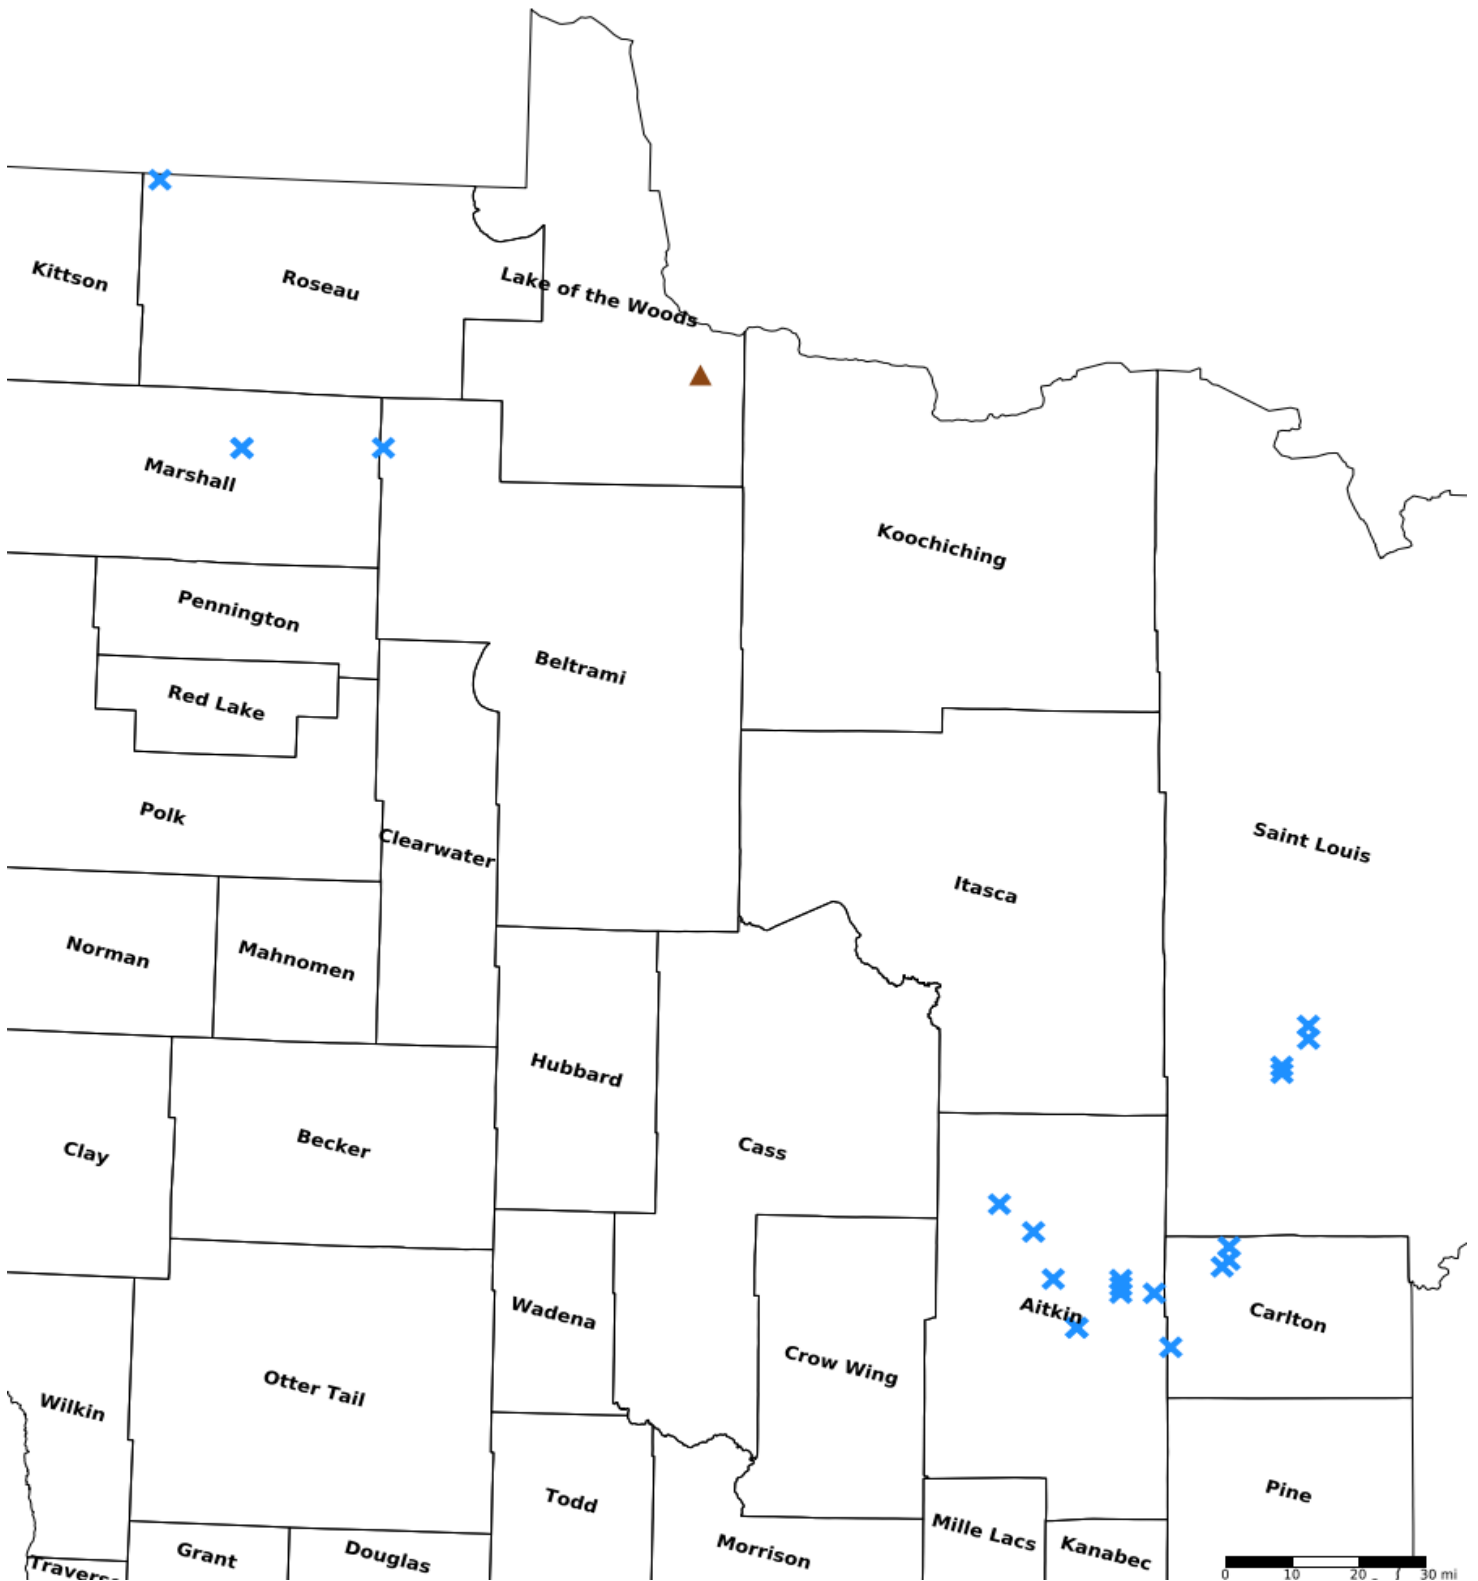 Kittson
Roseau
Lake of the Woods
Marshall
Koochiching
Pennington
Beltrami
Red Lake
Polk
Clearwater
Saint Louis
Itasca
Norman
Mahnomen
Hubbard
Clay
Becker
Cass
Wadena
Aitkin
Carlton
Crow Wing
Otter Tail
Wilkin
Todd
Pine
Mille Lacs
Kanabec
Morrison
Grant
Douglas
Travers
0 10 20 30 mi